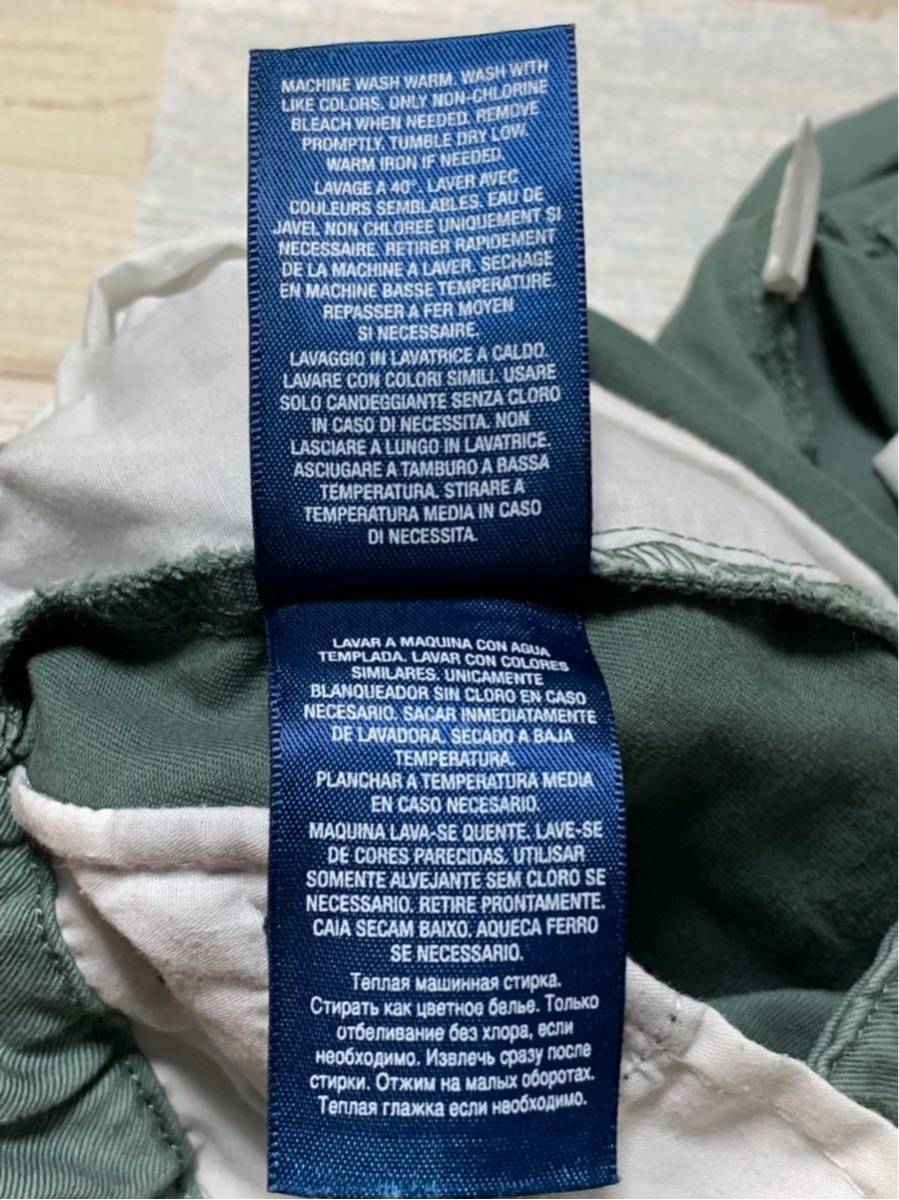 MACHINE WASH WARM. WASH WITH
LIKE COLORS. ONLY NON-CHLORINE
BLEACH WHEN NEEDED. REMOVE
PROMPTLY. TUMBLE DRY LOW.
WARM IRON IF NEEDED.
LAVAGE A 40°. LAVER AVEC
COULEURS SEMBLABLES. EAU DE
JAVEL NON CHLOREE UNIQUEMENT SI
NECESSAIRE. RETIRER RAPIDEMENT
DE LA MACHINE A LAVER. SECHAGE
EN MACHINE BASSE TEMPERATURE.
REPASSER A FER MOYEN
SI NECESSAIRE.
LAVAGGIO IN LAVATRICE A CALDO.
LAVARE CON COLORI SIMILI. USARE
SOLO CANDEGGIANTE SENZA CLORO
IN CASO DI NECESSITA. NON
LASCIARE A LUNGO IN LAVATRICE.
ASCIUGARE A TAMBURO A BASSA
TEMPERATURA. STIRARE A
TEMPERATURA MEDIA IN CASO
DI NECESSITA.
LAVAR A MAQUINA CON AGUA
TEMPLADA. LAVAR CON COLORES
SIMILARES. UNICAMENTE
BLANQUEADOR SIN CLORO EN CASO
NECESARIO. SACAR INMEDIATAMENTE
DE LAVADORA. SECADO A BAJA
TEMPERATURA.
PLANCHAR A TEMPERATURA MEDIA
EN CASO NECESARIO.
MAQUINA LAVA-SE QUENTE. LAVE-SE
DE CORES PARECIDAS. UTILISAR
SOMENTE ALVEJANTE SEM CLORO SE
NECESSARIO. RETIRE PRONTAMENTE.
CAIA SECAM BAIXO. AQUECA FERRO
SE NECESSARIO.
Теплая машинная стирка.
Стирать как цветное белье. Только
отбеливание без хлора, если
необходимо. Извлечь сразу после
стирки. Отжим на малых оборотах.
Теплая глажка если необходимо.